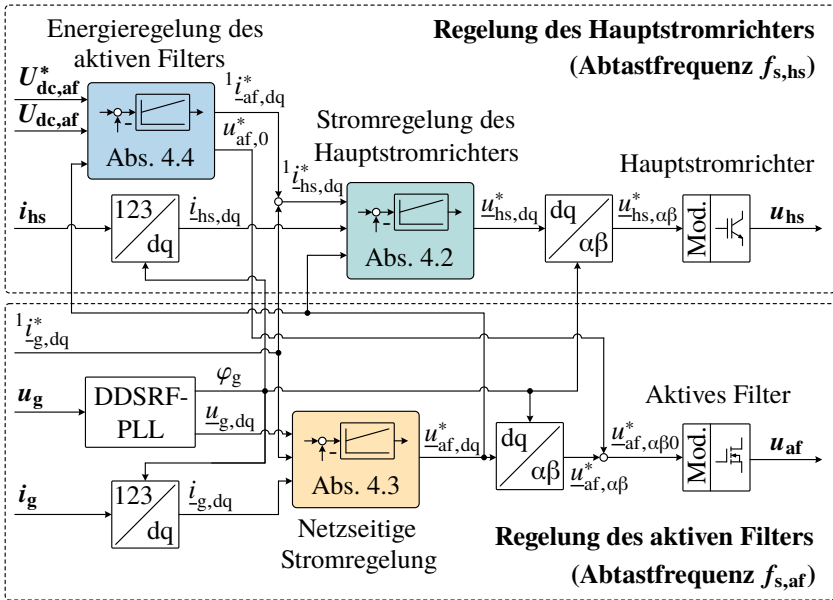 Energieregelung des
aktiven Filters
Regelung des Hauptstromrichters
(Abtastfrequenz f_s,hs)
U*_dc,af
U_dc,af
-
Abs. 4.4
¹i*_af,dq
u*_af,0
Stromregelung des
Hauptstromrichters
¹i*_hs,dq
Hauptstromrichter
i_hs
123
dq
i_hs,dq
-
Abs. 4.2
u*_hs,dq
dq
αβ
u*_hs,αβ
Mod.
u_hs
¹i*_g,dq
φ_g
u_g
DDSRF-
PLL
u_g,dq
-
Abs. 4.3
u*_af,dq
dq
αβ
u*_af,αβ
u*_af,αβ0
Aktives Filter
Mod.
u_af
i_g
123
dq
i_g,dq
Netzseitige
Stromregelung
Regelung des aktiven Filters
(Abtastfrequenz f_s,af)